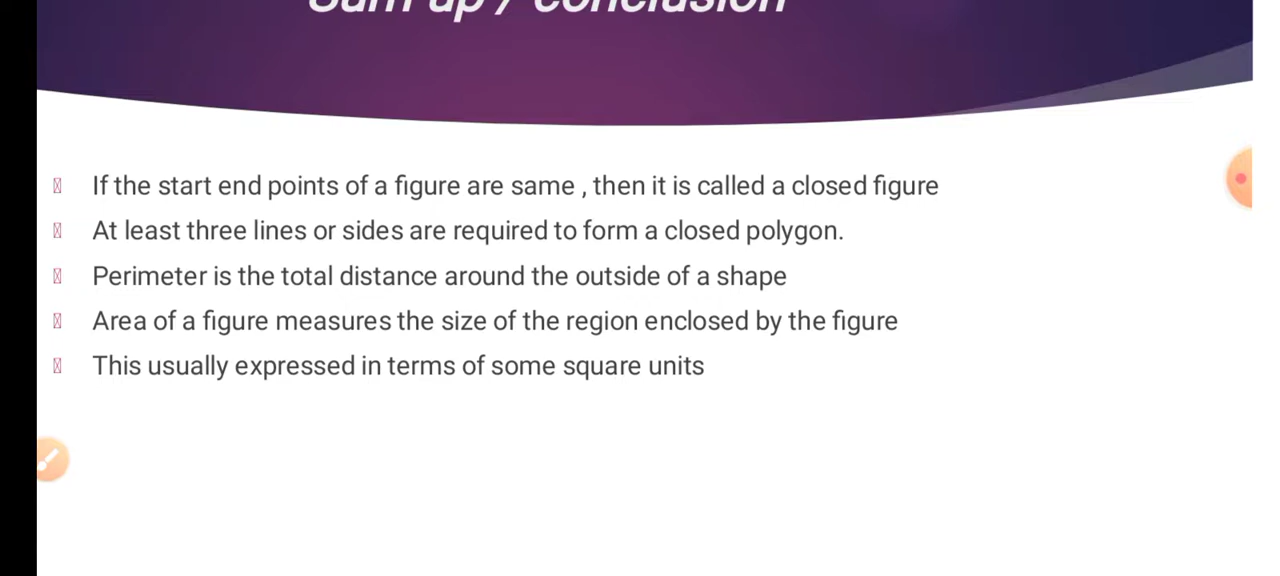 Sum up / conclusion
If the start end points of a figure are same , then it is called a closed figure
At least three lines or sides are required to form a closed polygon.
Perimeter is the total distance around the outside of a shape
Area of a figure measures the size of the region enclosed by the figure
This usually expressed in terms of some square units